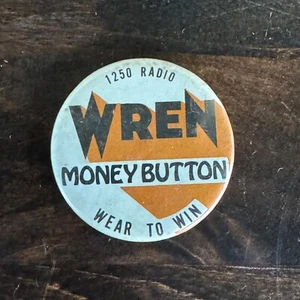 1250 RADIO
WREN
MONEY BUTTON
WEAR TO WIN